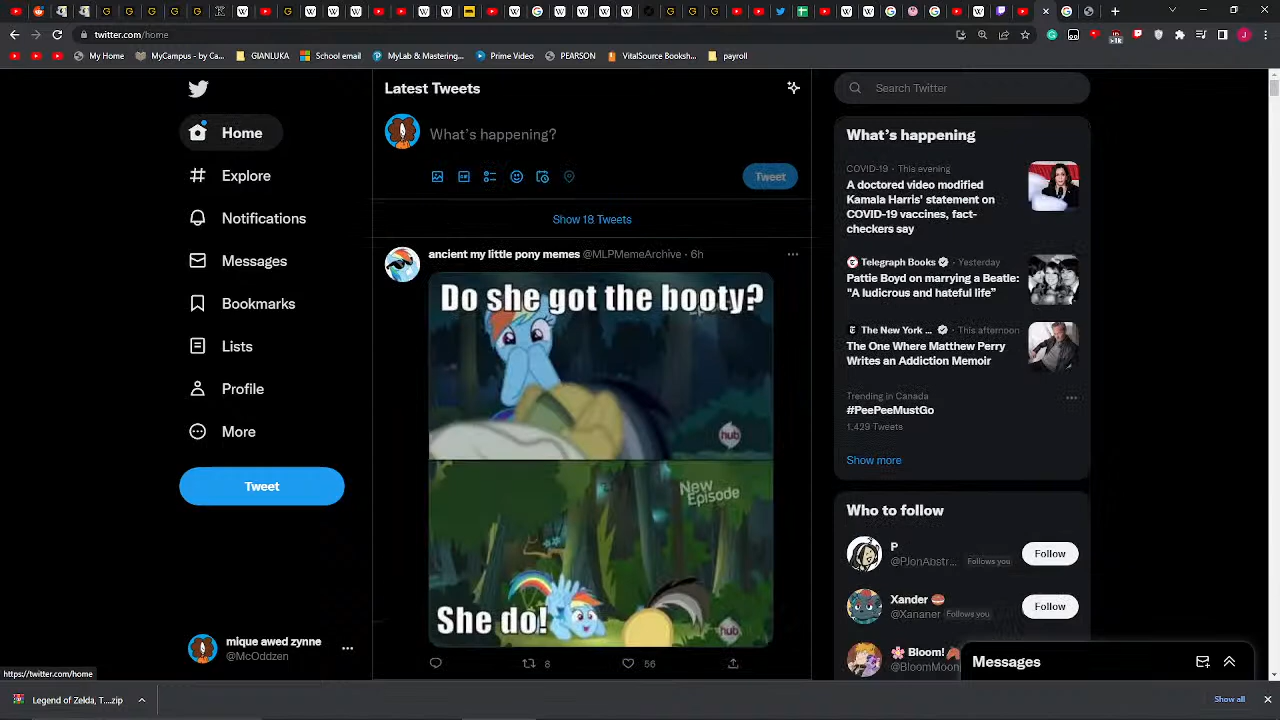 twitter.com/home
My Home
MyCampus - by Ca...
GIANLUKA
School email
MyLab & Mastering...
Prime Video
PEARSON
VitalSource Booksh...
payroll
Home
Explore
Notifications
Messages
Bookmarks
Lists
Profile
More
Tweet
mique awed zynne
@McOddzen
https://twitter.com/home
Latest Tweets
What's happening?
Tweet
Show 18 Tweets
ancient my little pony memes @MLPMemeArchive · 6h
Do she got the booty?
hub
New
Episode
She do!
hub
8
56
Search Twitter
What's happening
COVID-19 · This evening
A doctored video modified
Kamala Harris' statement on
COVID-19 vaccines, fact-
checkers say
Telegraph Books · Yesterday
Pattie Boyd on marrying a Beatle:
"A ludicrous and hateful life"
The New York ... · This afternoon
The One Where Matthew Perry
Writes an Addiction Memoir
Trending in Canada
#PeePeeMustGo
1,429 Tweets
Show more
Who to follow
P
@PJonAbstr... Follows you
Follow
Xander
@Xananer Follows you
Follow
Bloom!
@BloomMoon
Messages
Legend of Zelda, T....zip
Show all